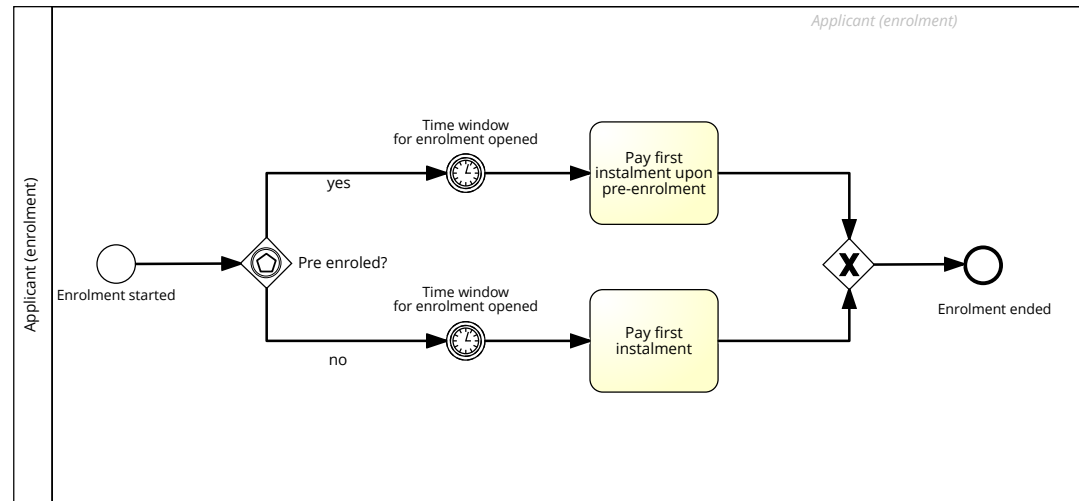 Applicant (enrolment)
Applicant (enrolment)
Time window
for enrolment opened
yes
Pay first
instalment upon
pre-enrolment
Enrolment started
Pre enroled?
Time window
for enrolment opened
no
Pay first
instalment
Enrolment ended